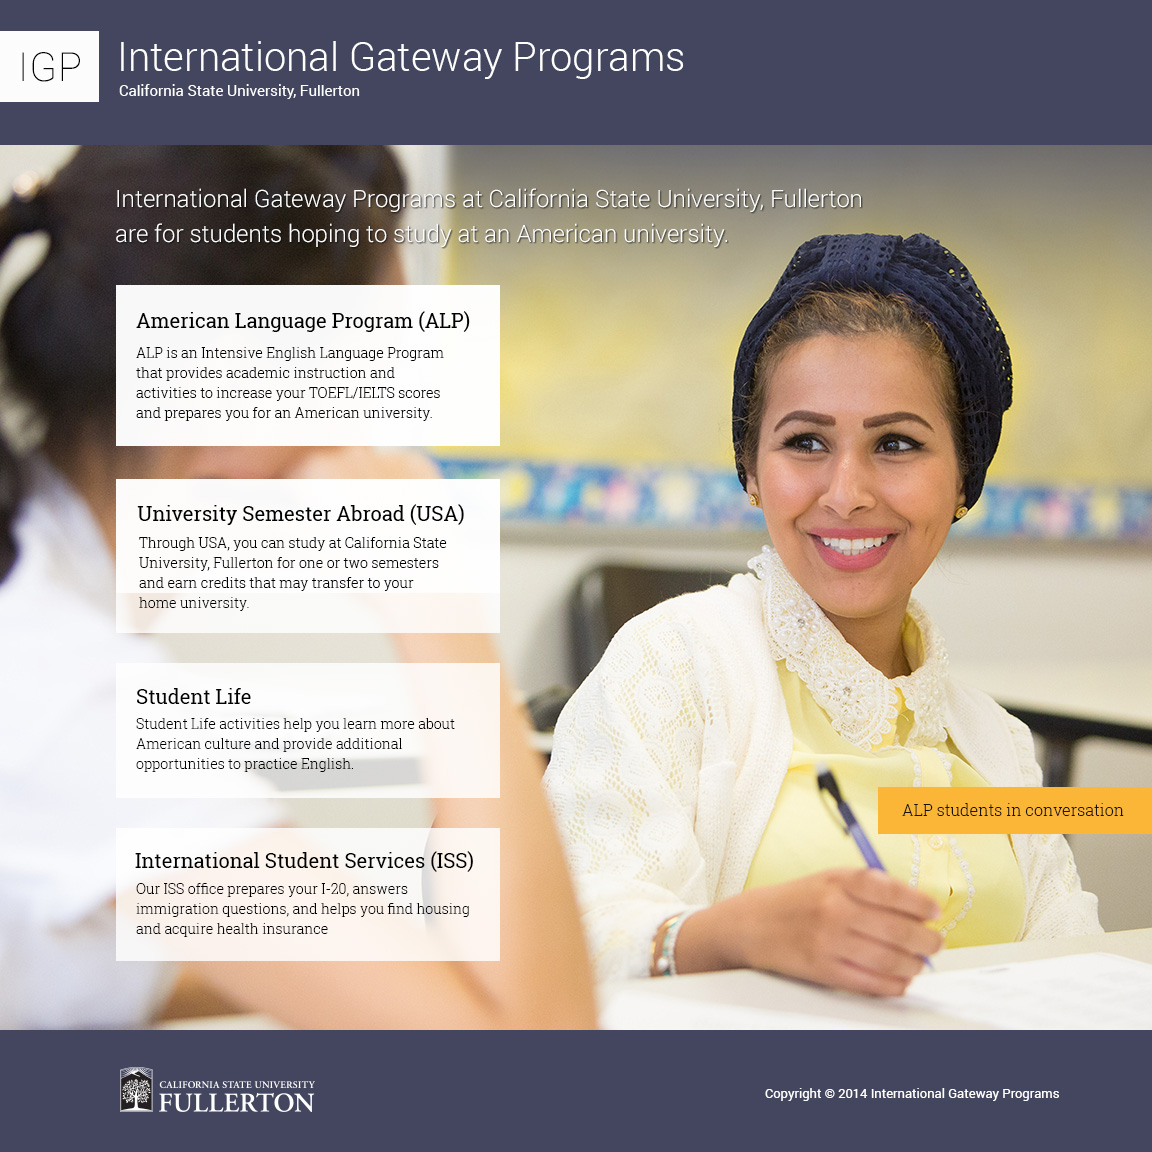 IGP
International Gateway Programs
California State University, Fullerton
International Gateway Programs at California State University, Fullerton
are for students hoping to study at an American university.
American Language Program (ALP)
ALP is an Intensive English Language Program
that provides academic instruction and
activities to increase your TOEFL/IELTS scores
and prepares you for an American university.
University Semester Abroad (USA)
Through USA, you can study at California State
University, Fullerton for one or two semesters
and earn credits that may transfer to your
home university.
Student Life
Student Life activities help you learn more about
American culture and provide additional
opportunities to practice English.
ALP students in conversation
International Student Services (ISS)
Our ISS office prepares your I-20, answers
immigration questions, and helps you find housing
and acquire health insurance
CALIFORNIA STATE UNIVERSITY
FULLERTON
Copyright © 2014 International Gateway Programs